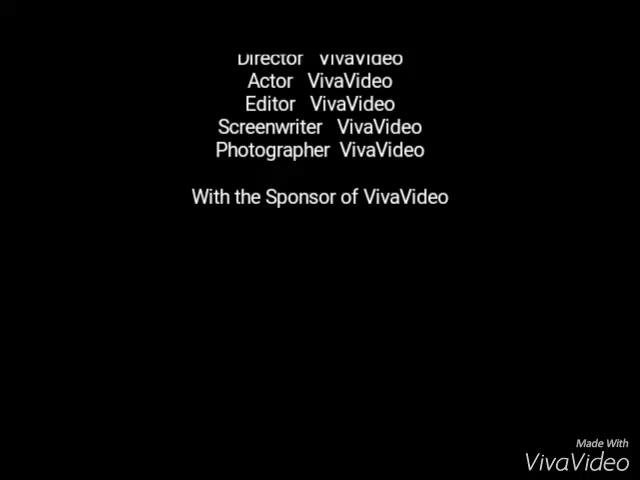 Director VivaVideo
Actor VivaVideo
Editor VivaVideo
Screenwriter VivaVideo
Photographer VivaVideo
With the Sponsor of VivaVideo
Made With
VivaVideo